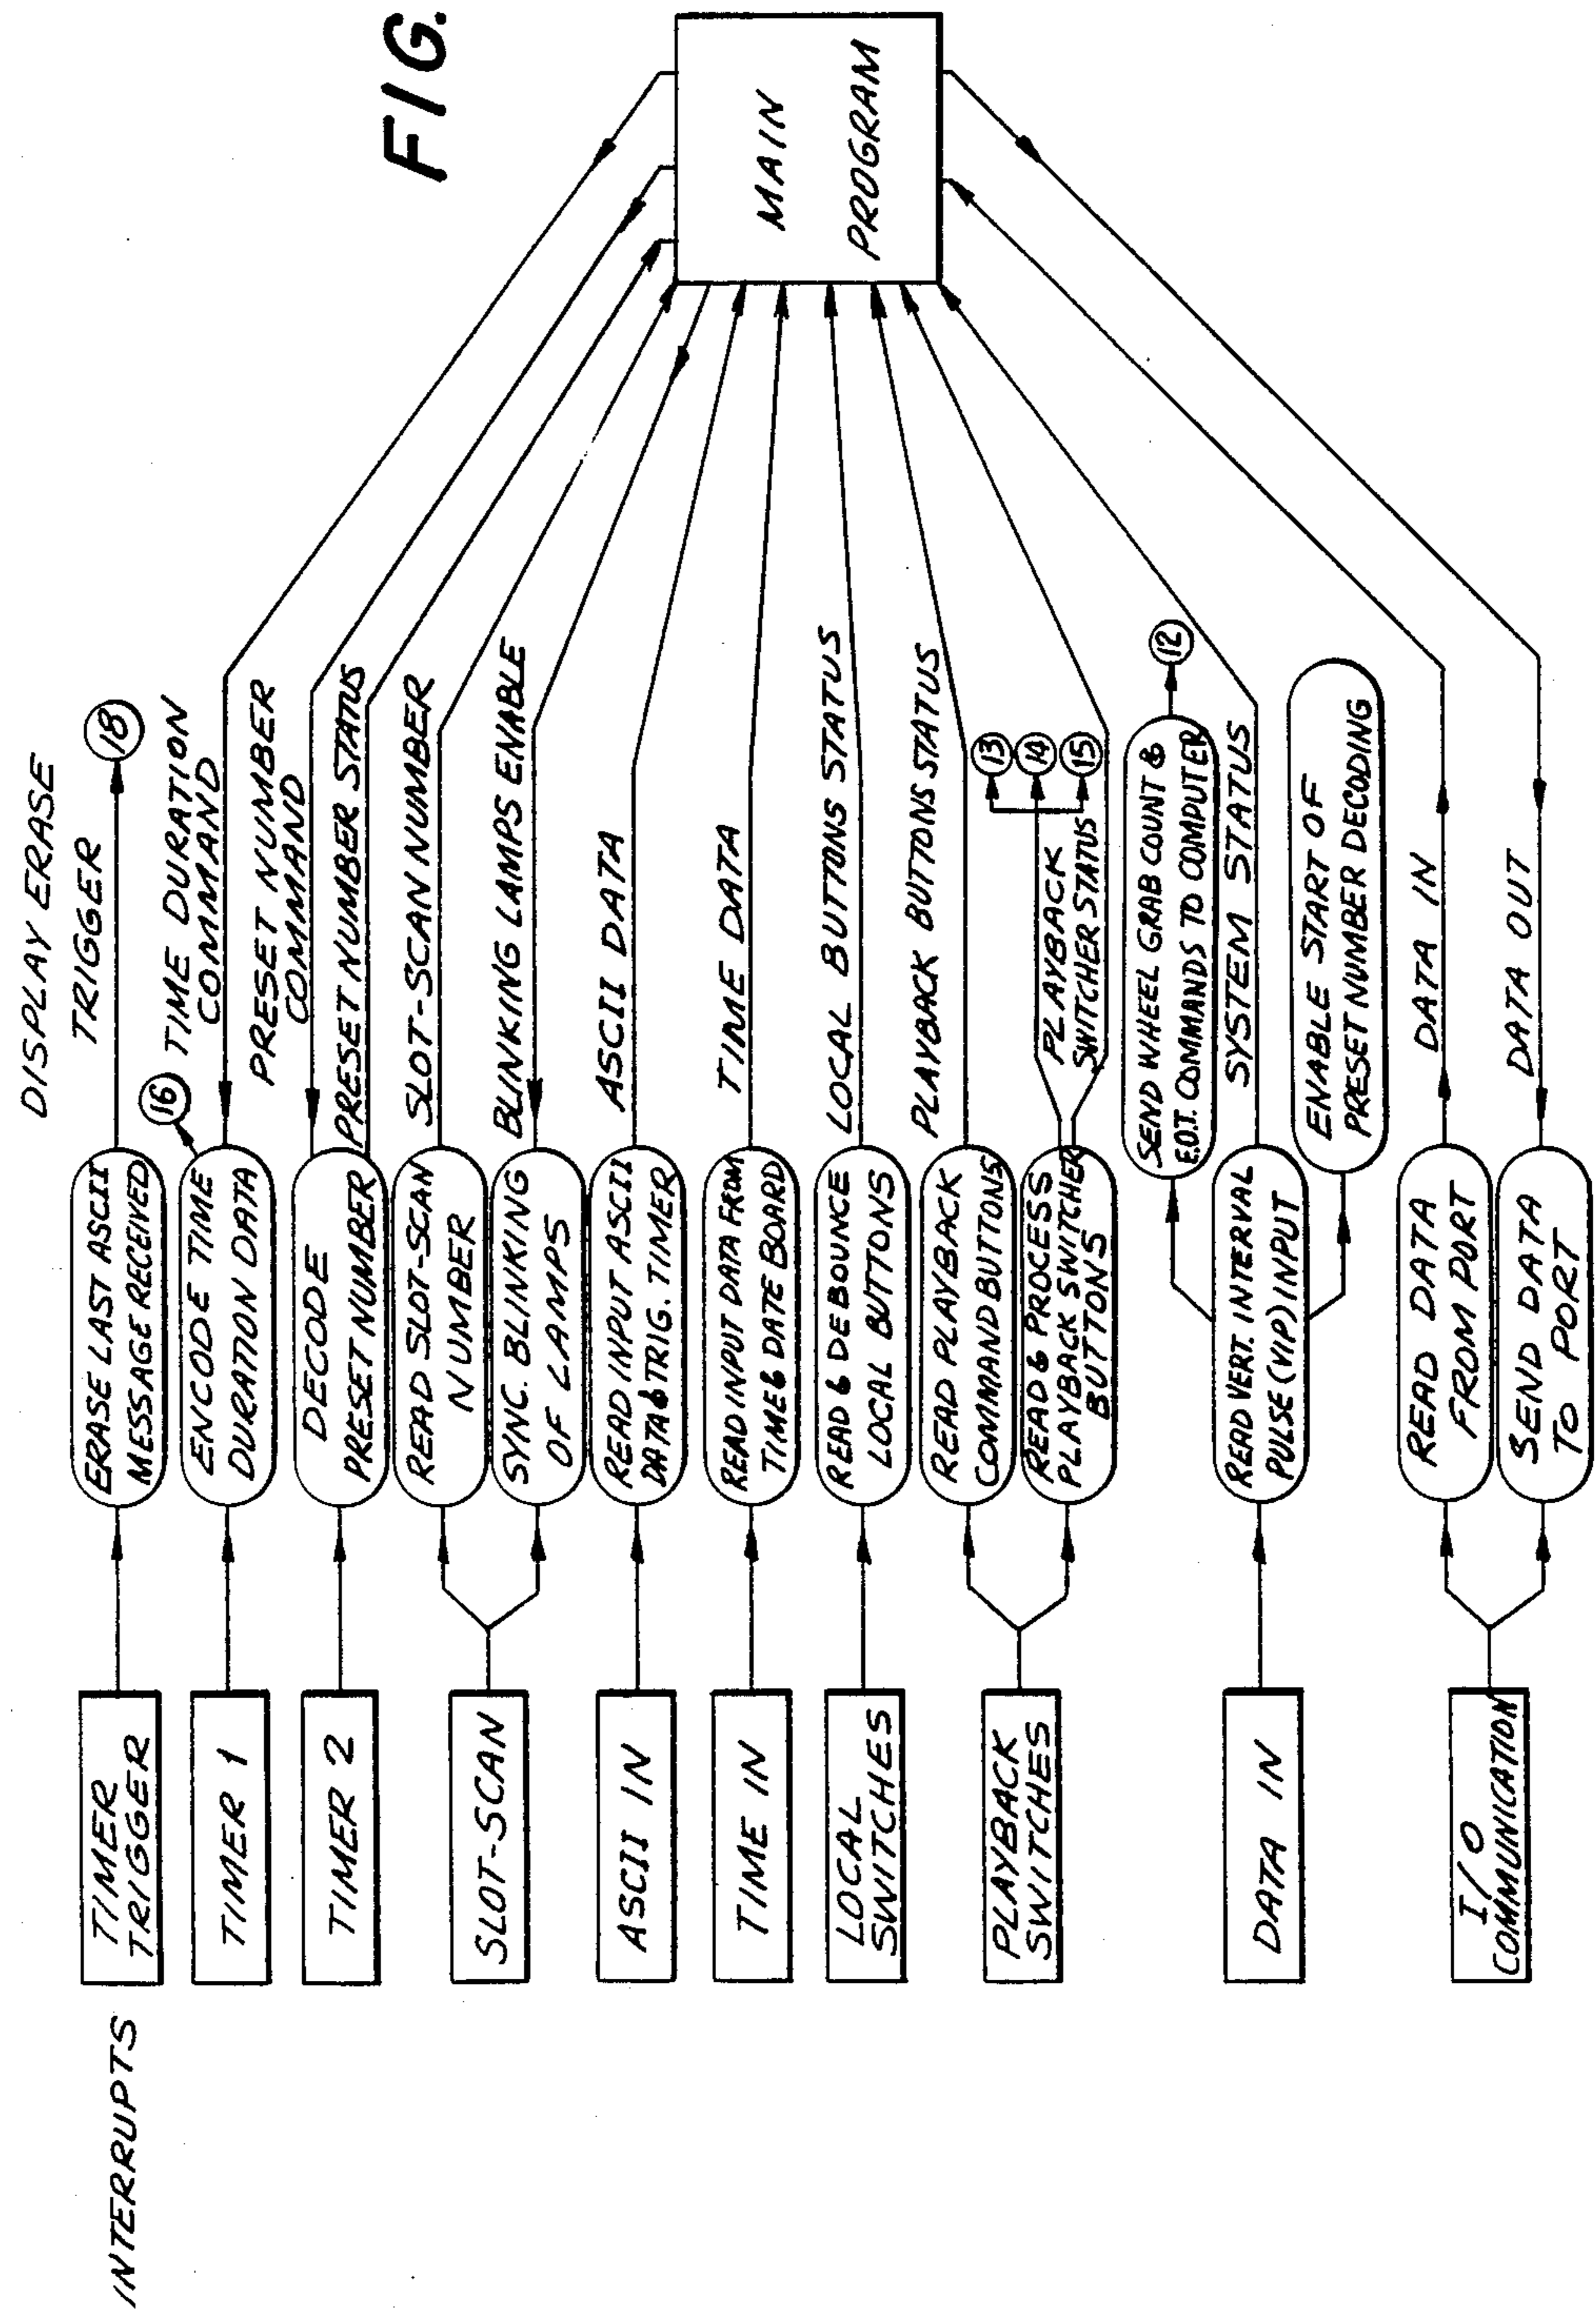 FIG.
INTERRUPTS
TIMER
TRIGGER
ERASE LAST ASCII
MESSAGE RECEIVED
DISPLAY ERASE
TRIGGER
18
TIMER 1
ENCODE TIME
DURATION DATA
16
TIME DURATION
COMMAND
TIMER 2
DECODE
PRESET NUMBER
PRESET NUMBER
COMMAND
PRESET NUMBER STATUS
SLOT-SCAN
READ SLOT-SCAN
NUMBER
SLOT-SCAN NUMBER
SYNC. BLINKING
OF LAMPS
BLINKING LAMPS ENABLE
ASCII IN
READ INPUT ASCII
DATA & TRIG. TIMER
ASCII DATA
TIME IN
READ INPUT DATA FROM
TIME & DATE BOARD
TIME DATA
LOCAL
SWITCHES
READ & DEBOUNCE
LOCAL BUTTONS
LOCAL BUTTONS STATUS
PLAYBACK
SWITCHES
READ PLAYBACK
COMMAND BUTTONS
PLAYBACK BUTTONS STATUS
READ & PROCESS
PLAYBACK SWITCHER
BUTTONS
13
14
15
PLAYBACK
SWITCHER STATUS
DATA IN
READ VERT. INTERVAL
PULSE (VIP) INPUT
SEND WHEEL GRAB COUNT &
E.O.T. COMMANDS TO COMPUTER
12
SYSTEM STATUS
ENABLE START OF
PRESET NUMBER DECODING
I/O
COMMUNICATION
READ DATA
FROM PORT
DATA IN
SEND DATA
TO PORT
DATA OUT
MAIN
PROGRAM